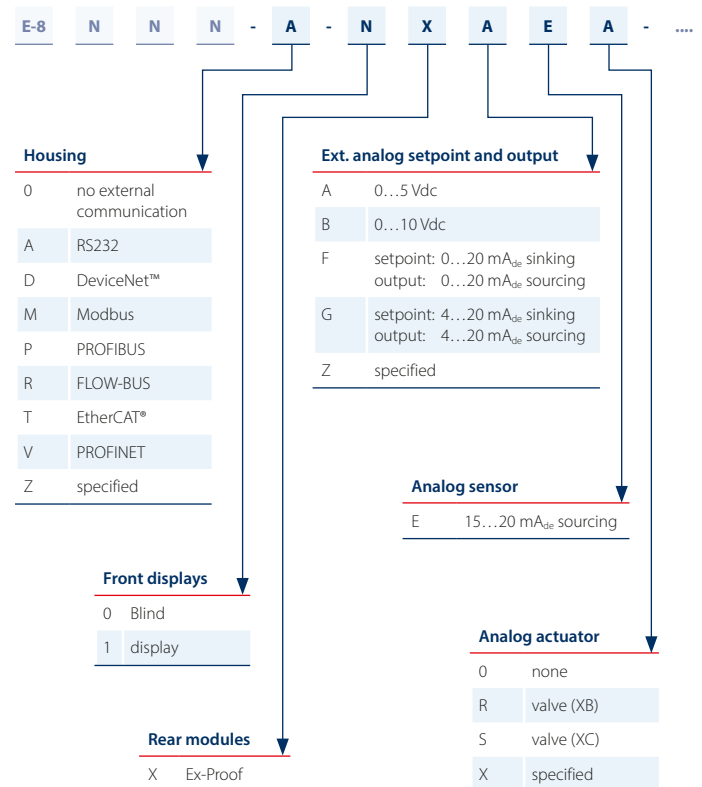 E-8 N N N - A - N X A E A - ....
Housing
0 no external
communication
A RS232
D DeviceNet™
M Modbus
P PROFIBUS
R FLOW-BUS
T EtherCAT®
V PROFINET
Z specified
Ext. analog setpoint and output
A 0…5 Vdc
B 0…10 Vdc
F setpoint: 0…20 mAde sinking
output: 0…20 mAde sourcing
G setpoint: 4…20 mAde sinking
output: 4…20 mAde sourcing
Z specified
Analog sensor
E 15…20 mAde sourcing
Front displays
0 Blind
1 display
Analog actuator
0 none
R valve (XB)
S valve (XC)
X specified
Rear modules
X Ex-Proof